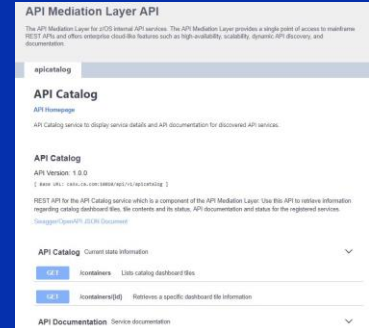 API Mediation Layer API
The API Mediation Layer for z/OS internal API services. The API Mediation Layer provides a single point of access to mainframe
REST APIs and offers enterprise cloud-like features such as high-availability, scalability, dynamic API discovery, and
documentation.
apicatalog
API Catalog
API Homepage
API Catalog service to display service details and API documentation for discovered API services.
API Catalog
API Version: 1.0.0
REST API for the API Catalog service which is a component of the API Mediation Layer. Use this API to retrieve information
regarding catalog dashboard tiles, tile contents and its status, API documentation and status for the registered services.
Swagger/OpenAPI JSON Document
API Catalog Current state information
GET /containers Lists catalog dashboard tiles
GET /containers/{id} Retrieves a specific dashboard tile information
API Documentation Service documentation